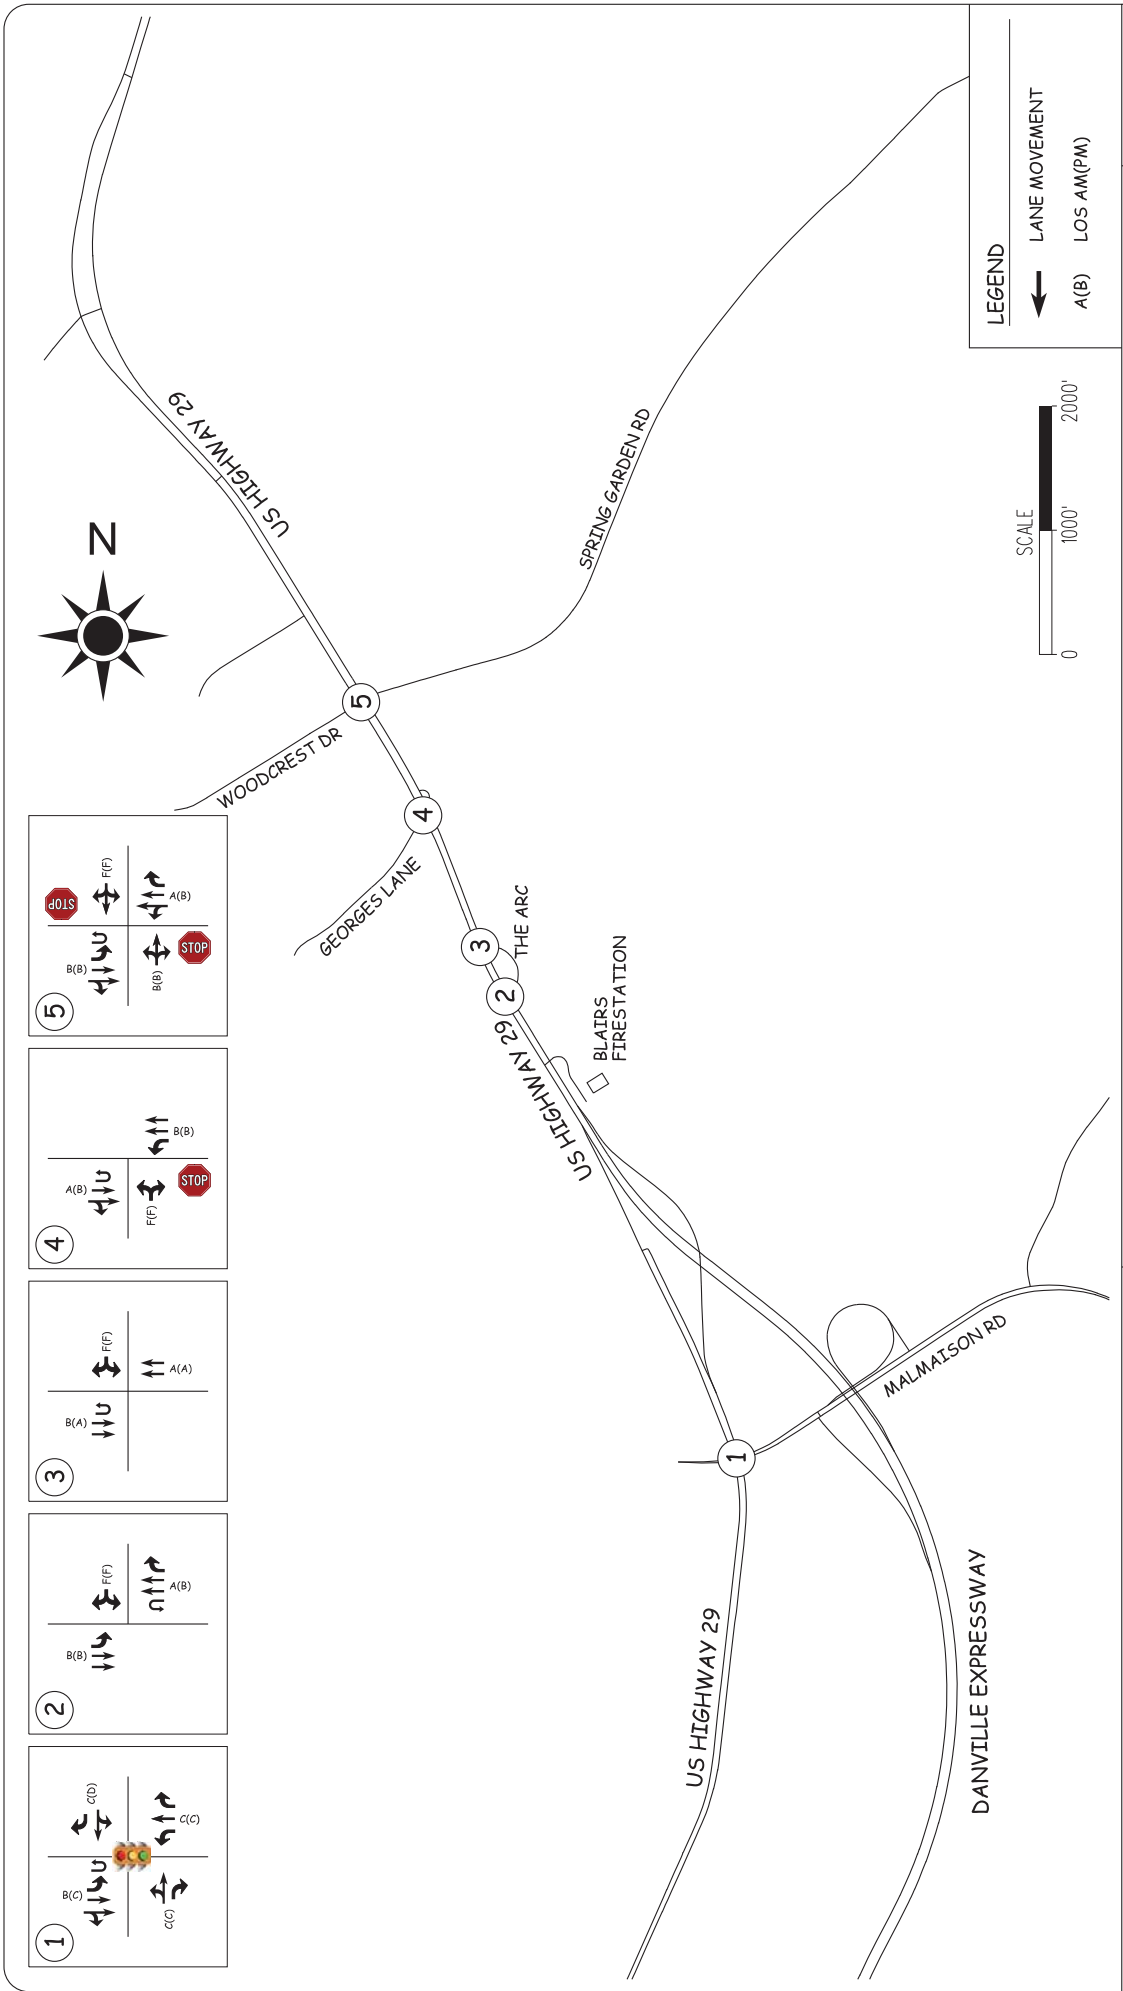 1
B(C)
C(D)
C(C)
C(C)
2
B(B)
F(F)
A(B)
3
B(A)
F(F)
A(A)
4
A(B)
F(F)
STOP
B(B)
5
B(B)
STOP
F(F)
B(B)
STOP
A(B)
N
US HIGHWAY 29
WOODCREST DR
5
4
GEORGES LANE
3
THE ARC
2
US HIGHWAY 29
BLAIRS
FIRESTATION
SPRING GARDEN RD
1
MALMAISON RD
US HIGHWAY 29
DANVILLE EXPRESSWAY
SCALE
0
1000'
2000'
LEGEND
LANE MOVEMENT
A(B)
LOS AM(PM)